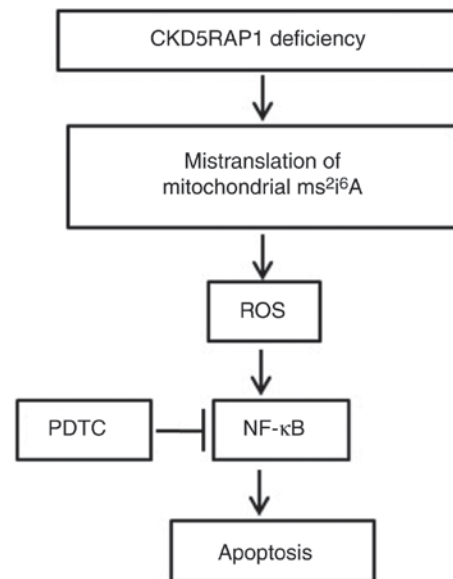 CKD5RAP1 deficiency
Mistranslation of
mitochondrial ms²i⁶A
ROS
PDTC
NF-κB
Apoptosis